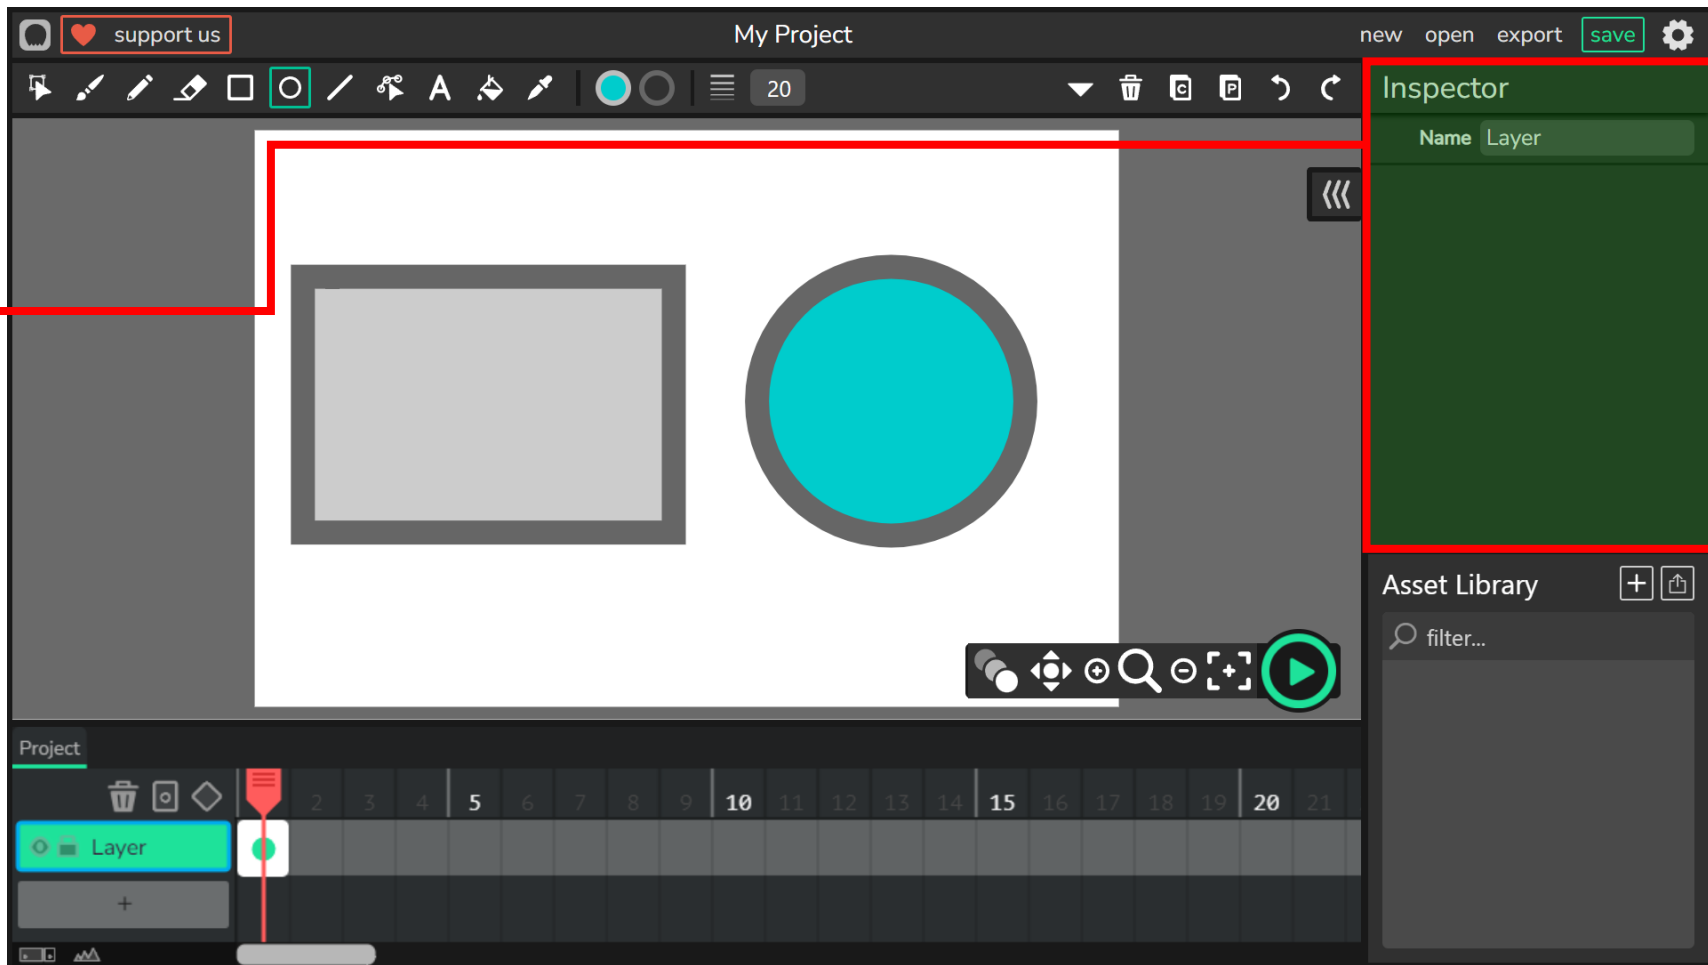 support us
My Project
new open export save
20
Inspector
Name Layer
Asset Library
filter...
Project
2 3 4 5 6 7 8 9 10 11 12 13 14 15 16 17 18 19 20 21
Layer